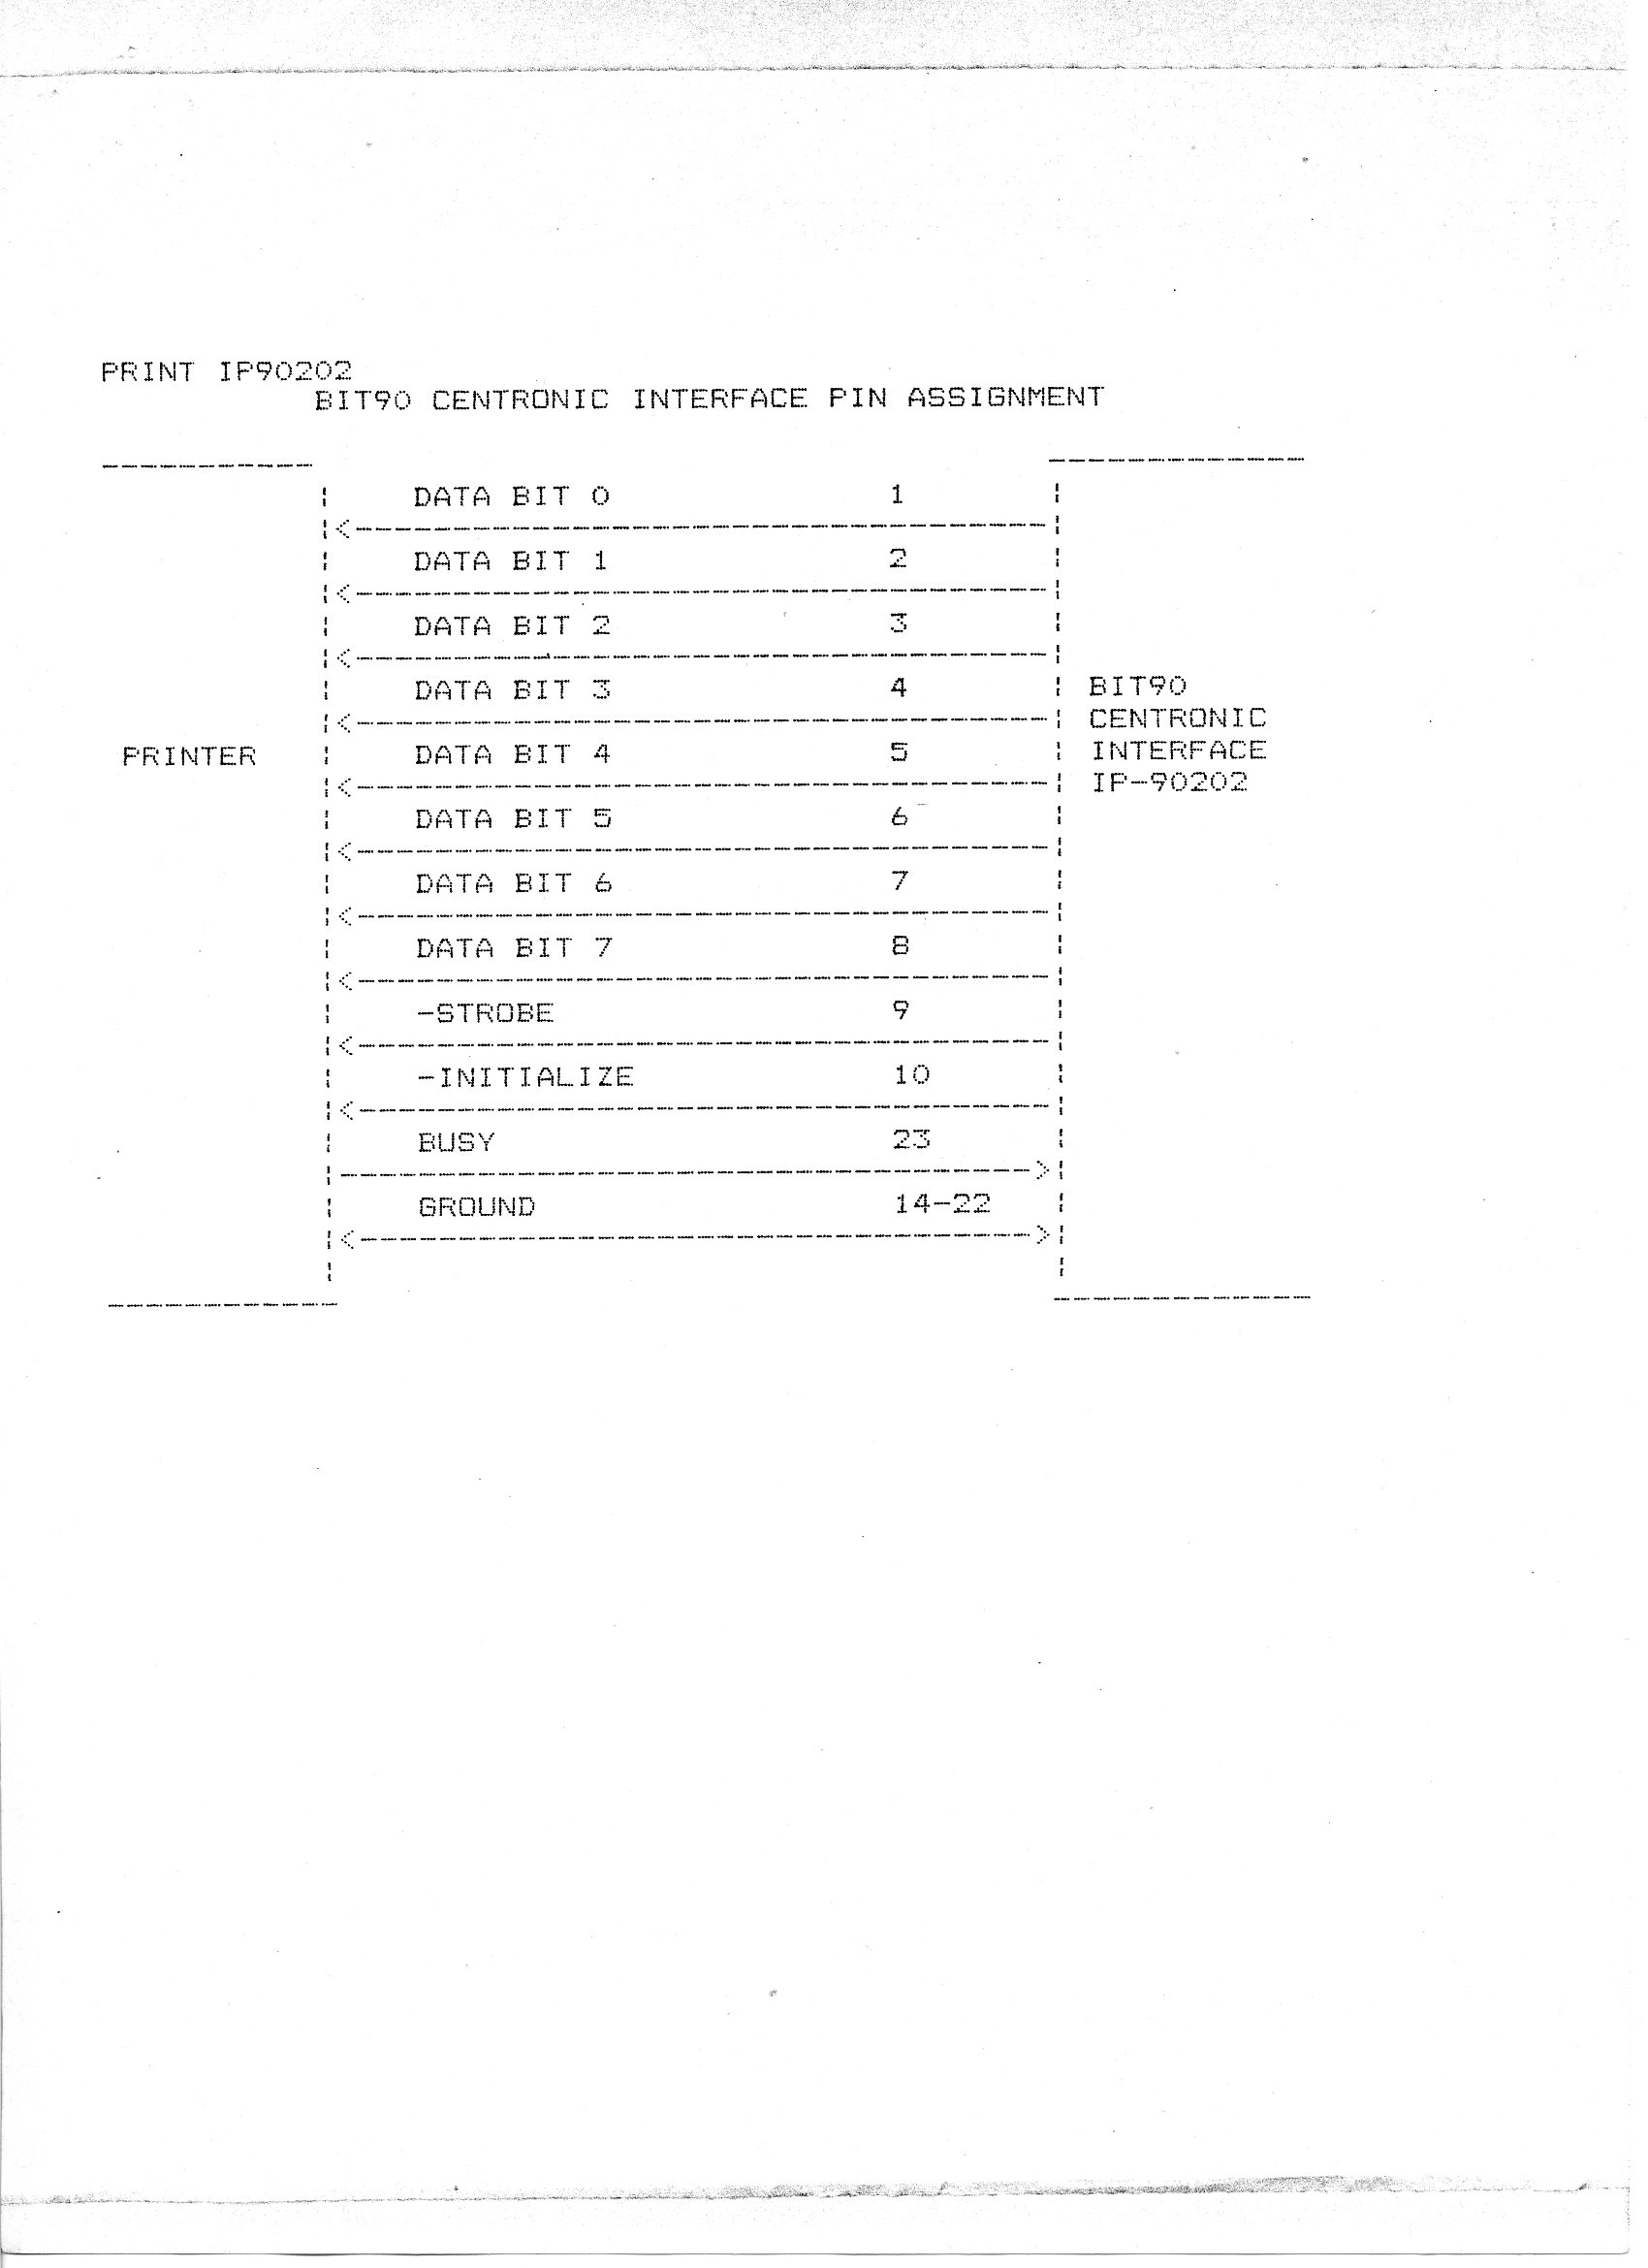 PRINT IP90202
BIT90 CENTRONIC INTERFACE PIN ASSIGNMENT
DATA BIT 0 1
DATA BIT 1 2
DATA BIT 2 3
DATA BIT 3 4 BIT90
CENTRONIC
PRINTER DATA BIT 4 5 INTERFACE
IP-90202
DATA BIT 5 6
DATA BIT 6 7
DATA BIT 7 8
-STROBE 9
-INITIALIZE 10
BUSY 23
GROUND 14-22